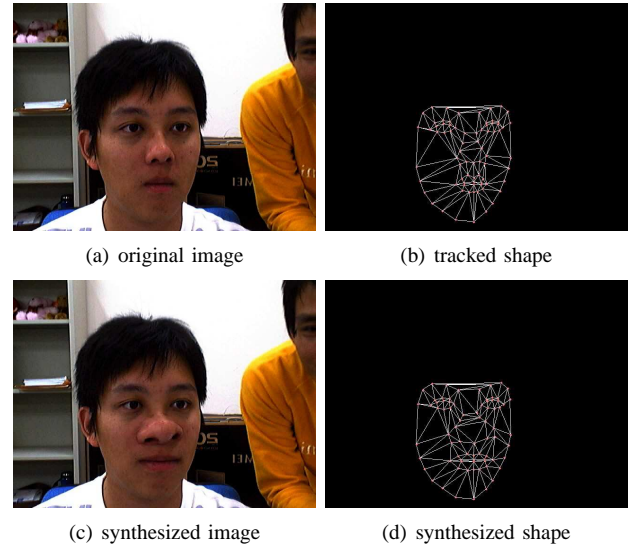 (a) original image
(b) tracked shape
(c) synthesized image
(d) synthesized shape